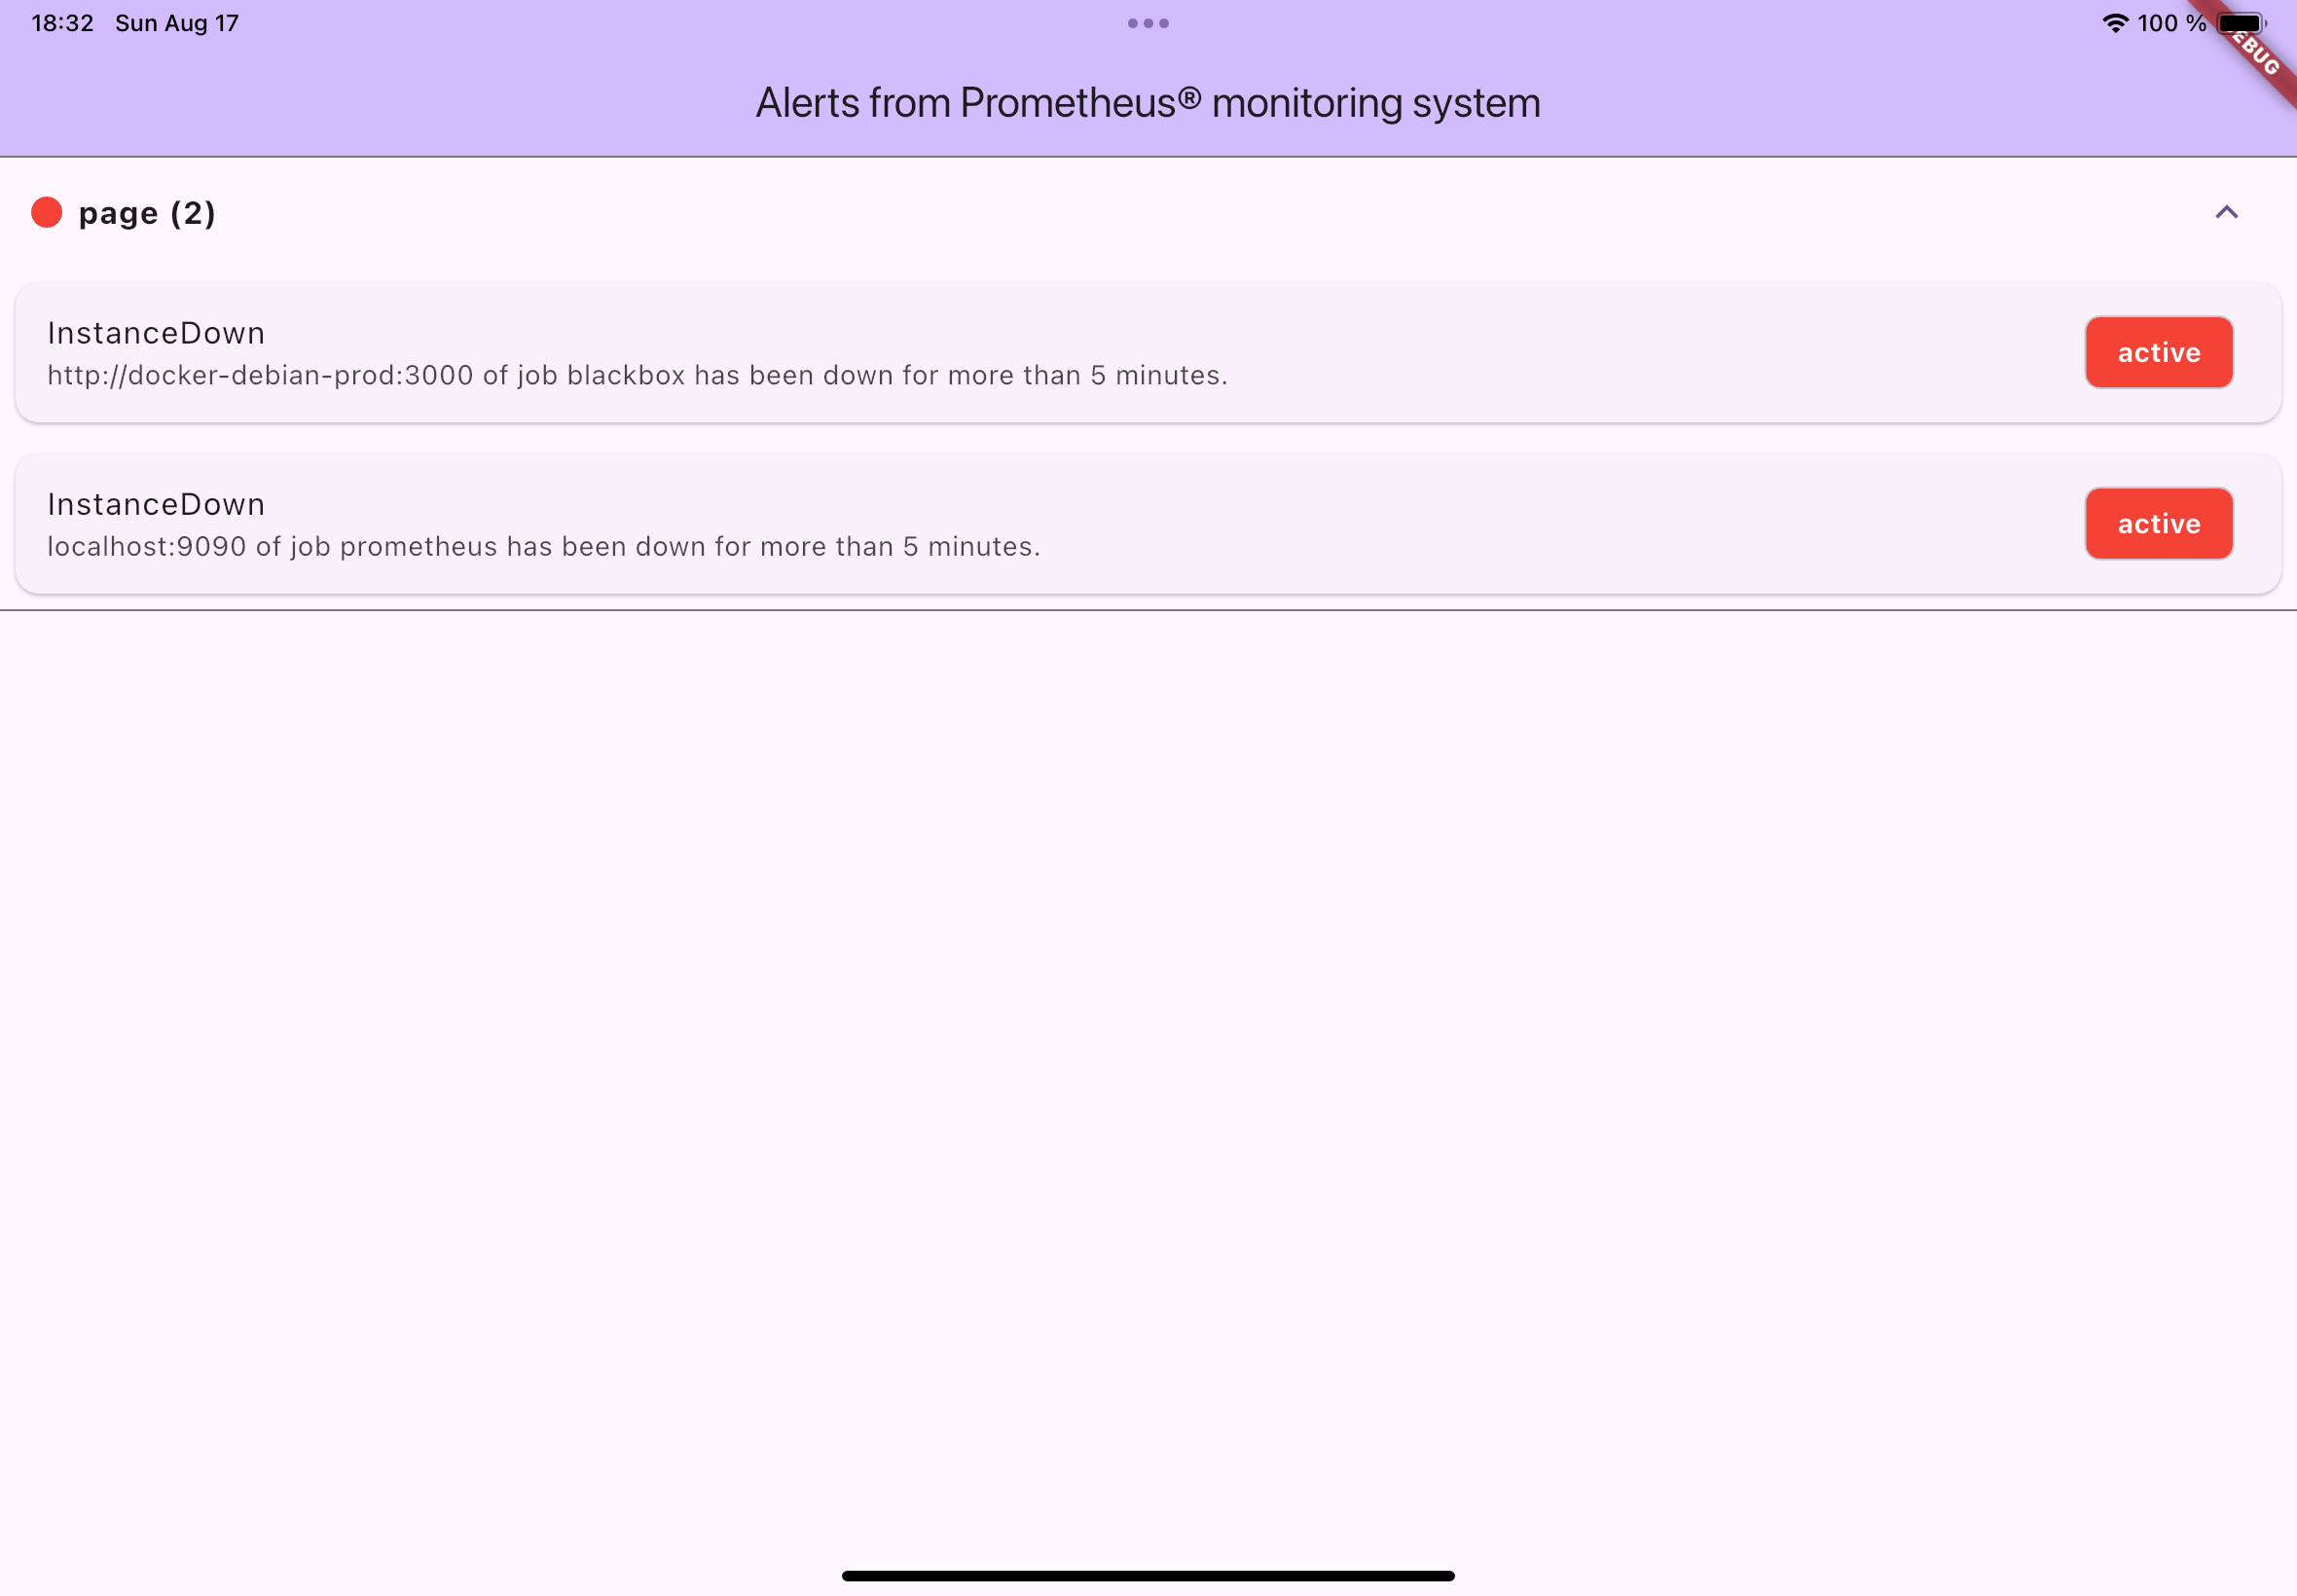 18:32 Sun Aug 17
100 %
EBUG
Alerts from Prometheus® monitoring system
page (2)
InstanceDown
http://docker-debian-prod:3000 of job blackbox has been down for more than 5 minutes.
active
InstanceDown
localhost:9090 of job prometheus has been down for more than 5 minutes.
active